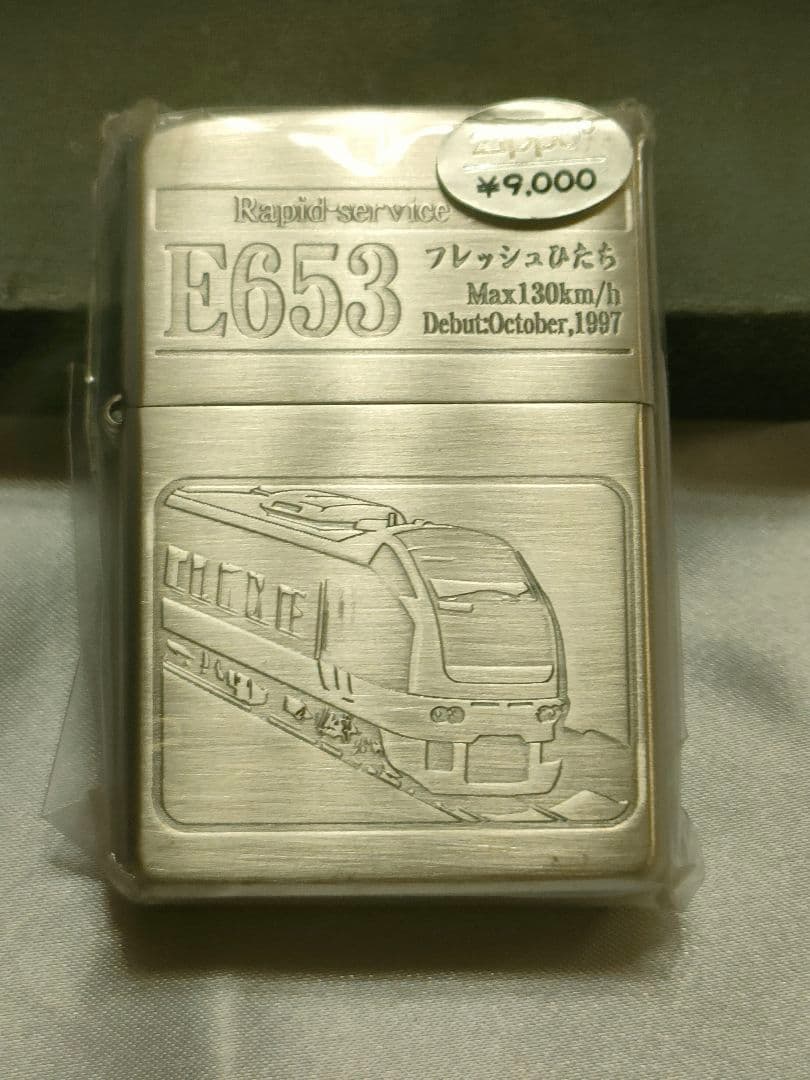 Zippo
¥9,000
Rapid service
E653
フレッシュひたち
Max130km/h
Debut:October,1997